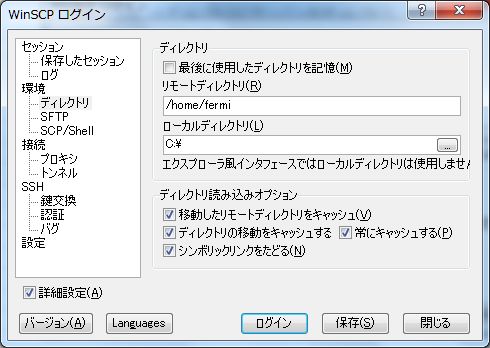 WinSCP ログイン
セッション
保存したセッション
ログ
環境
ディレクトリ
SFTP
SCP/Shell
接続
プロキシ
トンネル
SSH
鍵交換
認証
バグ
設定
詳細設定(A)
ディレクトリ
最後に使用したディレクトリを記憶(M)
リモートディレクトリ(R)
/home/fermi
ローカルディレクトリ(L)
C:¥
...
エクスプローラ風インタフェースではローカルディレクトリは使用しません
ディレクトリ読み込みオプション
移動したリモートディレクトリをキャッシュ(V)
ディレクトリの移動をキャッシュする 常にキャッシュする(P)
シンボリックリンクをたどる(N)
バージョン(A) Languages ログイン 保存(S) 閉じる